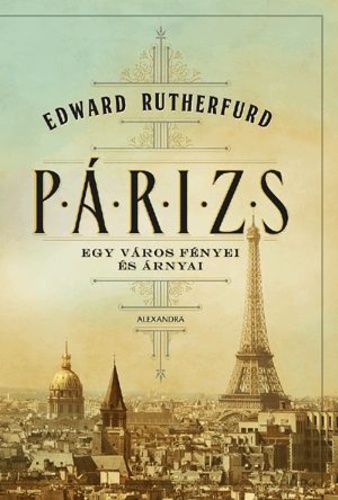 EDWARD RUTHERFURD
P·Á·R·I·Z·S
EGY VÁROS FÉNYEI
ÉS ÁRNYAI
ALEXANDRA